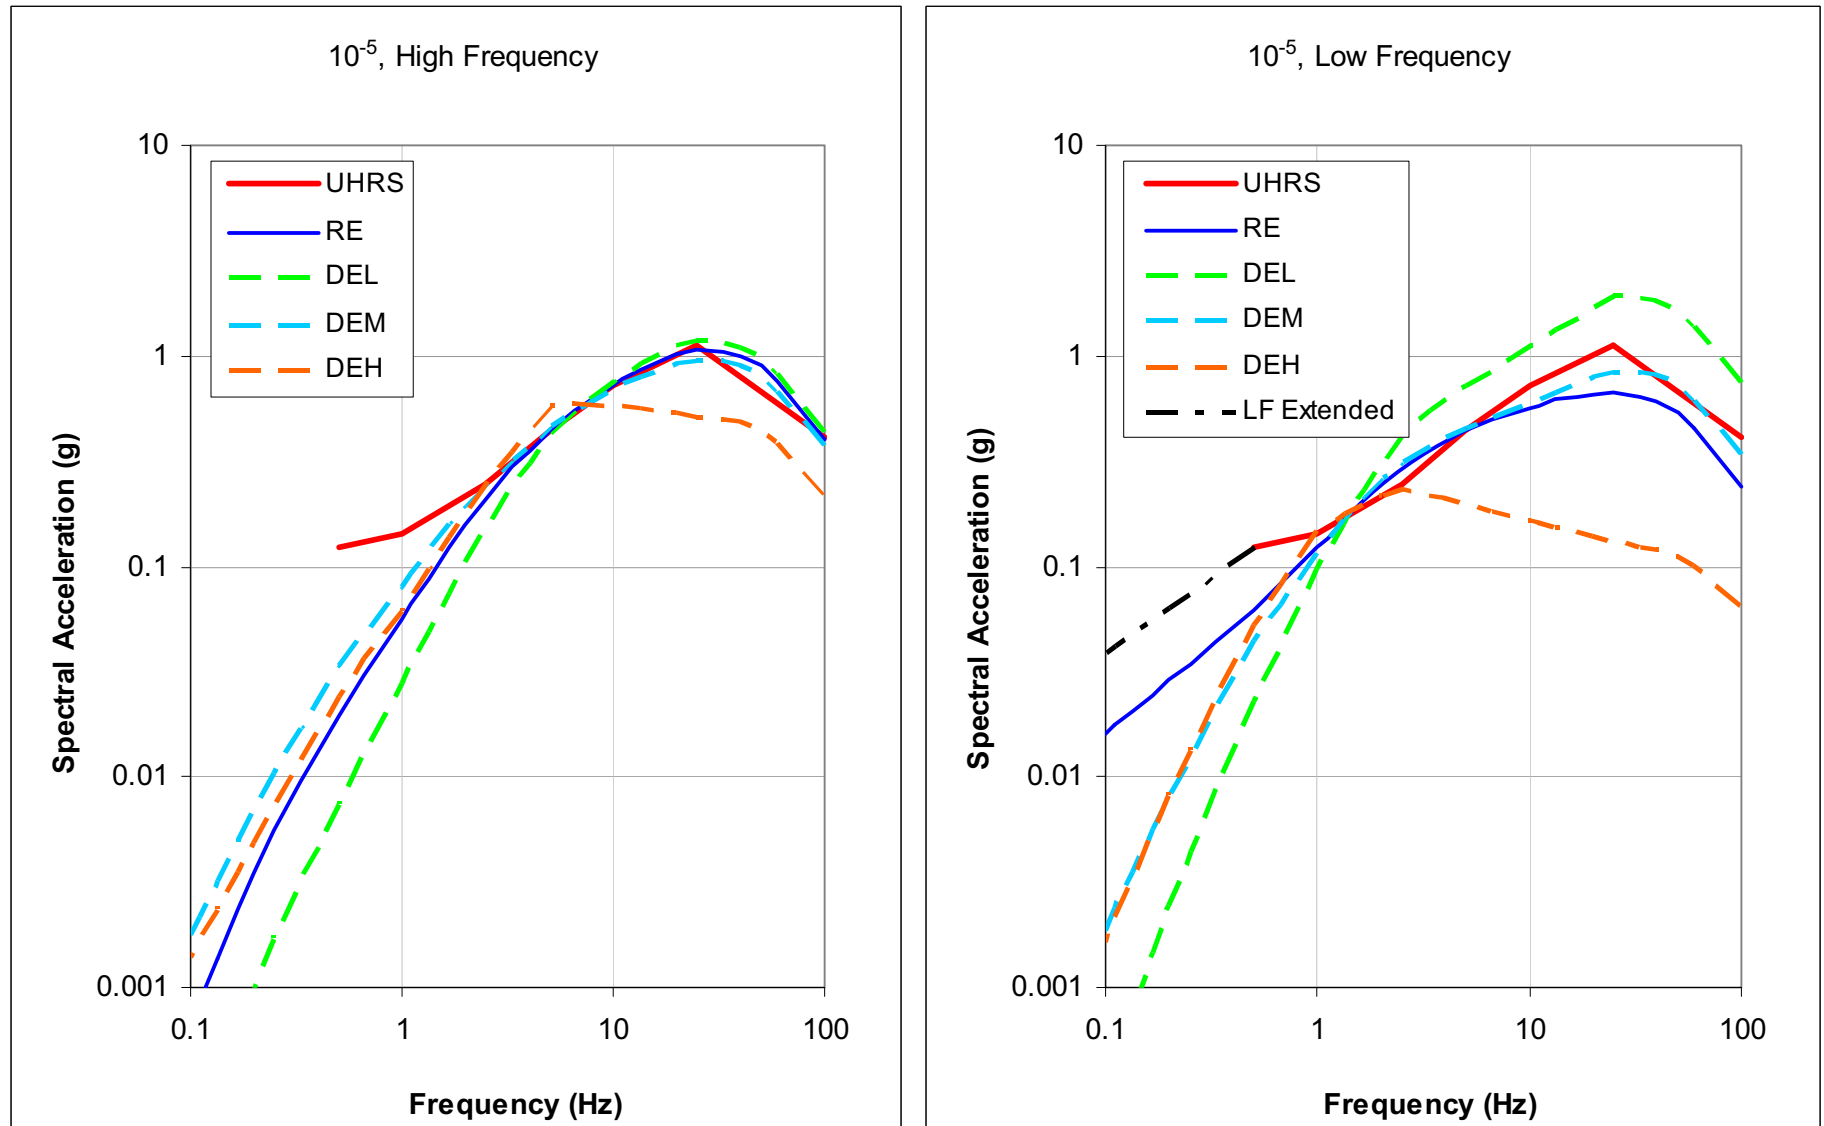 10-5, High Frequency
10
1
0.1
0.01
0.001
0.1
1
10
100
UHRS
RE
DEL
DEM
DEH
Spectral Acceleration (g)
Frequency (Hz)
10-5, Low Frequency
10
1
0.1
0.01
0.001
0.1
1
10
100
UHRS
RE
DEL
DEM
DEH
LF Extended
Spectral Acceleration (g)
Frequency (Hz)